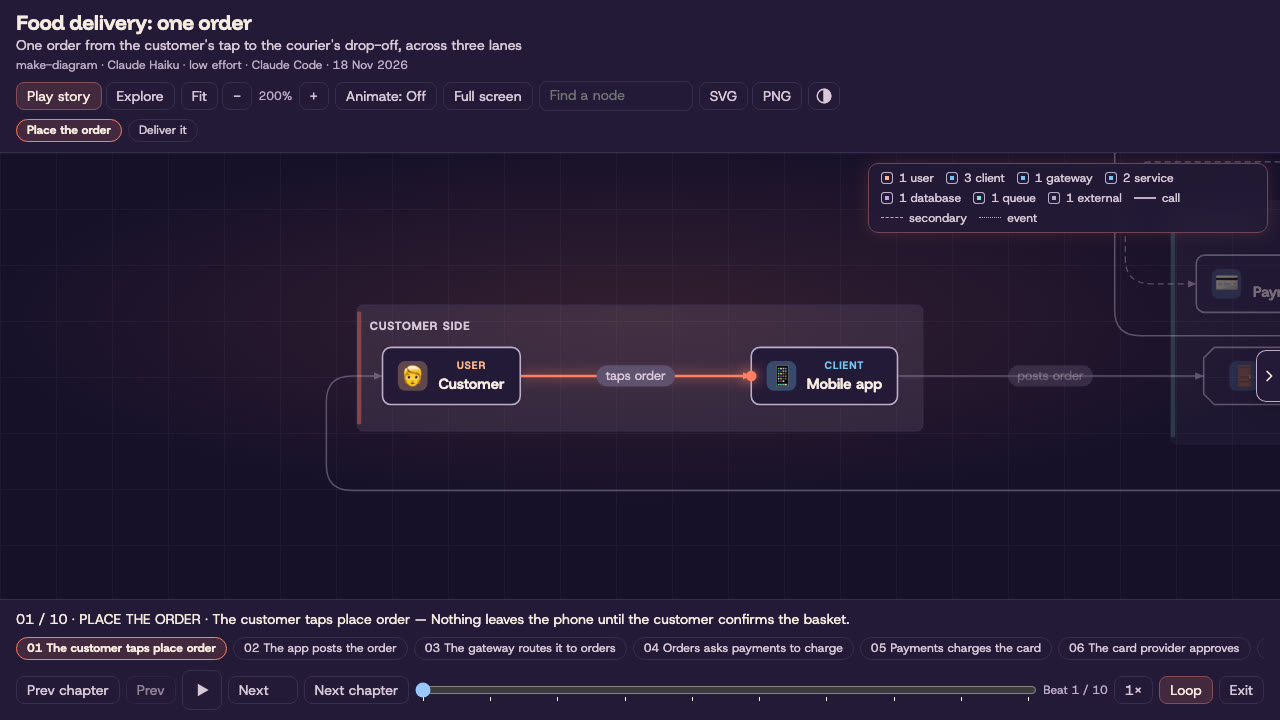 Food delivery: one order
One order from the customer's tap to the courier's drop-off, across three lanes
make-diagram · Claude Haiku · low effort · Claude Code · 18 Nov 2026
Play story Explore Fit − 200% + Animate: Off Full screen Find a node SVG PNG
Place the order Deliver it
1 user 3 client 1 gateway 2 service
1 database 1 queue 1 external call
secondary event
CUSTOMER SIDE
USER
Customer
taps order
CLIENT
Mobile app
posts order
01 / 10 · PLACE THE ORDER · The customer taps place order — Nothing leaves the phone until the customer confirms the basket.
01 The customer taps place order 02 The app posts the order 03 The gateway routes it to orders 04 Orders asks payments to charge 05 Payments charges the card 06 The card provider approves
Prev chapter Prev Next Next chapter Beat 1 / 10 1× Loop Exit